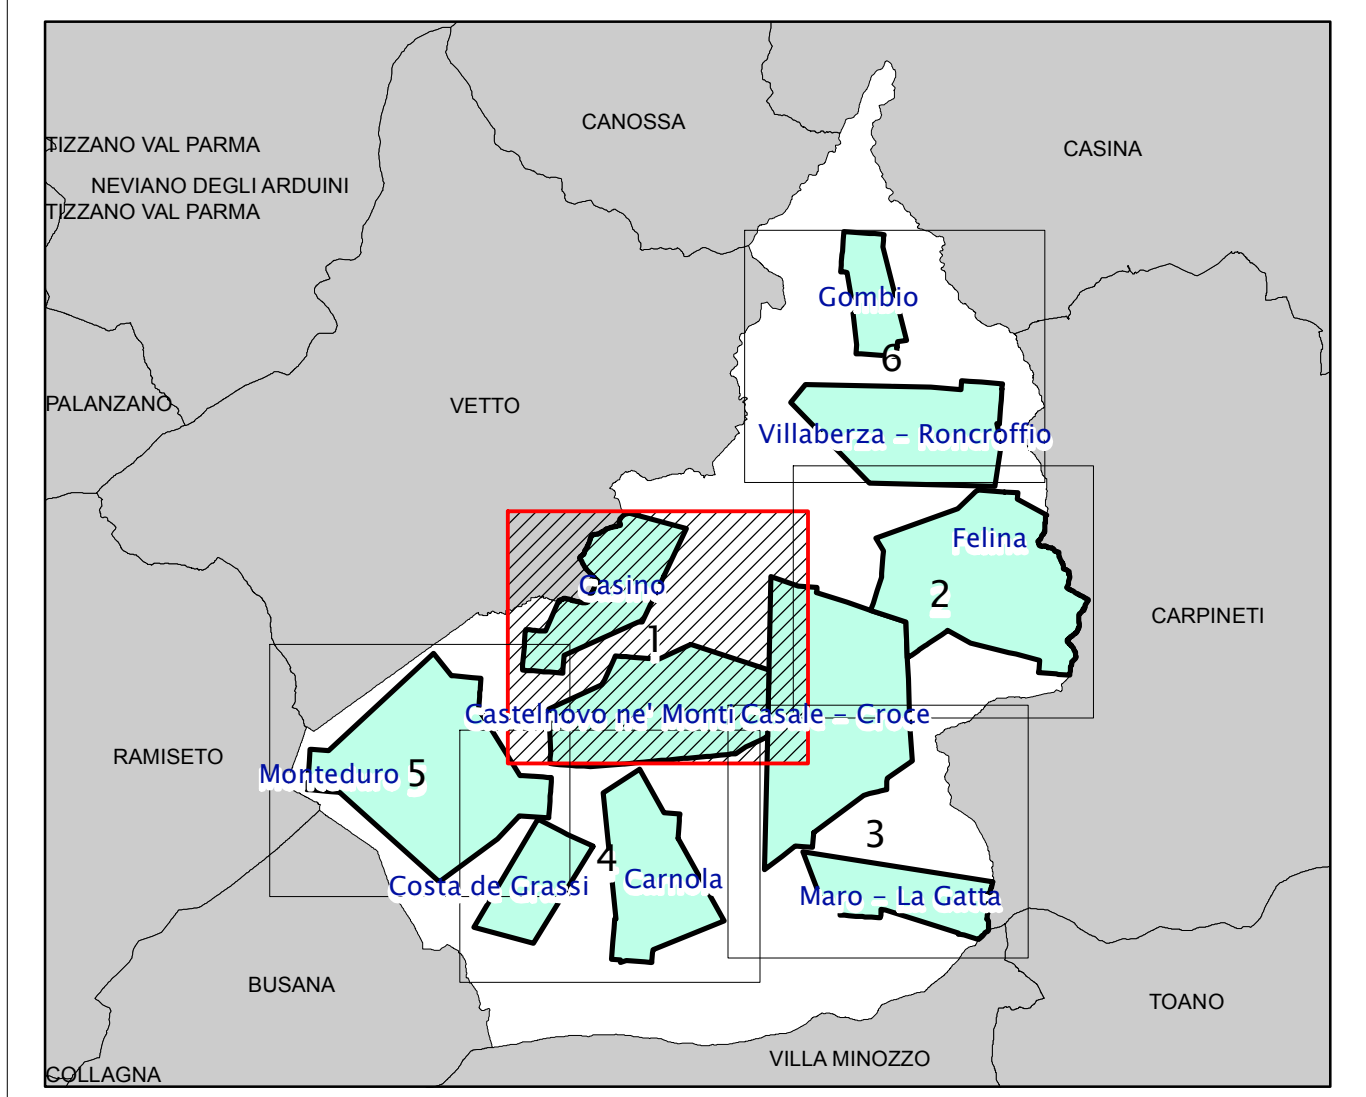 CANOSSA
TIZZANO VAL PARMA
CASINA
NEVIANO DEGLI ARDUINI
TIZZANO VAL PARMA
Gombio
6
PALANZANO
VETTO
Villaberza - Roncroffio
Felina
Casino
2
CARPINETI
1
Castelnovo ne' Monti
Casale - Croce
RAMISETO
Monteduro
5
3
4
Costa de Grassi
Carnola
Maro - La Gatta
BUSANA
TOANO
VILLA MINOZZO
COLLAGNA